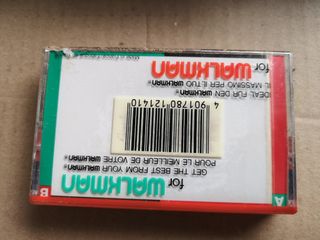 for WALKMAN
GET THE BEST FROM YOUR WALKMAN
POUR LE MEILLEUR DE VOTRE WALKMAN
4 901780 121410
IDEAL FÜR DEN WALKMAN
IL MASSIMO PER IL TUO WALKMAN
for WALKMAN
A
B